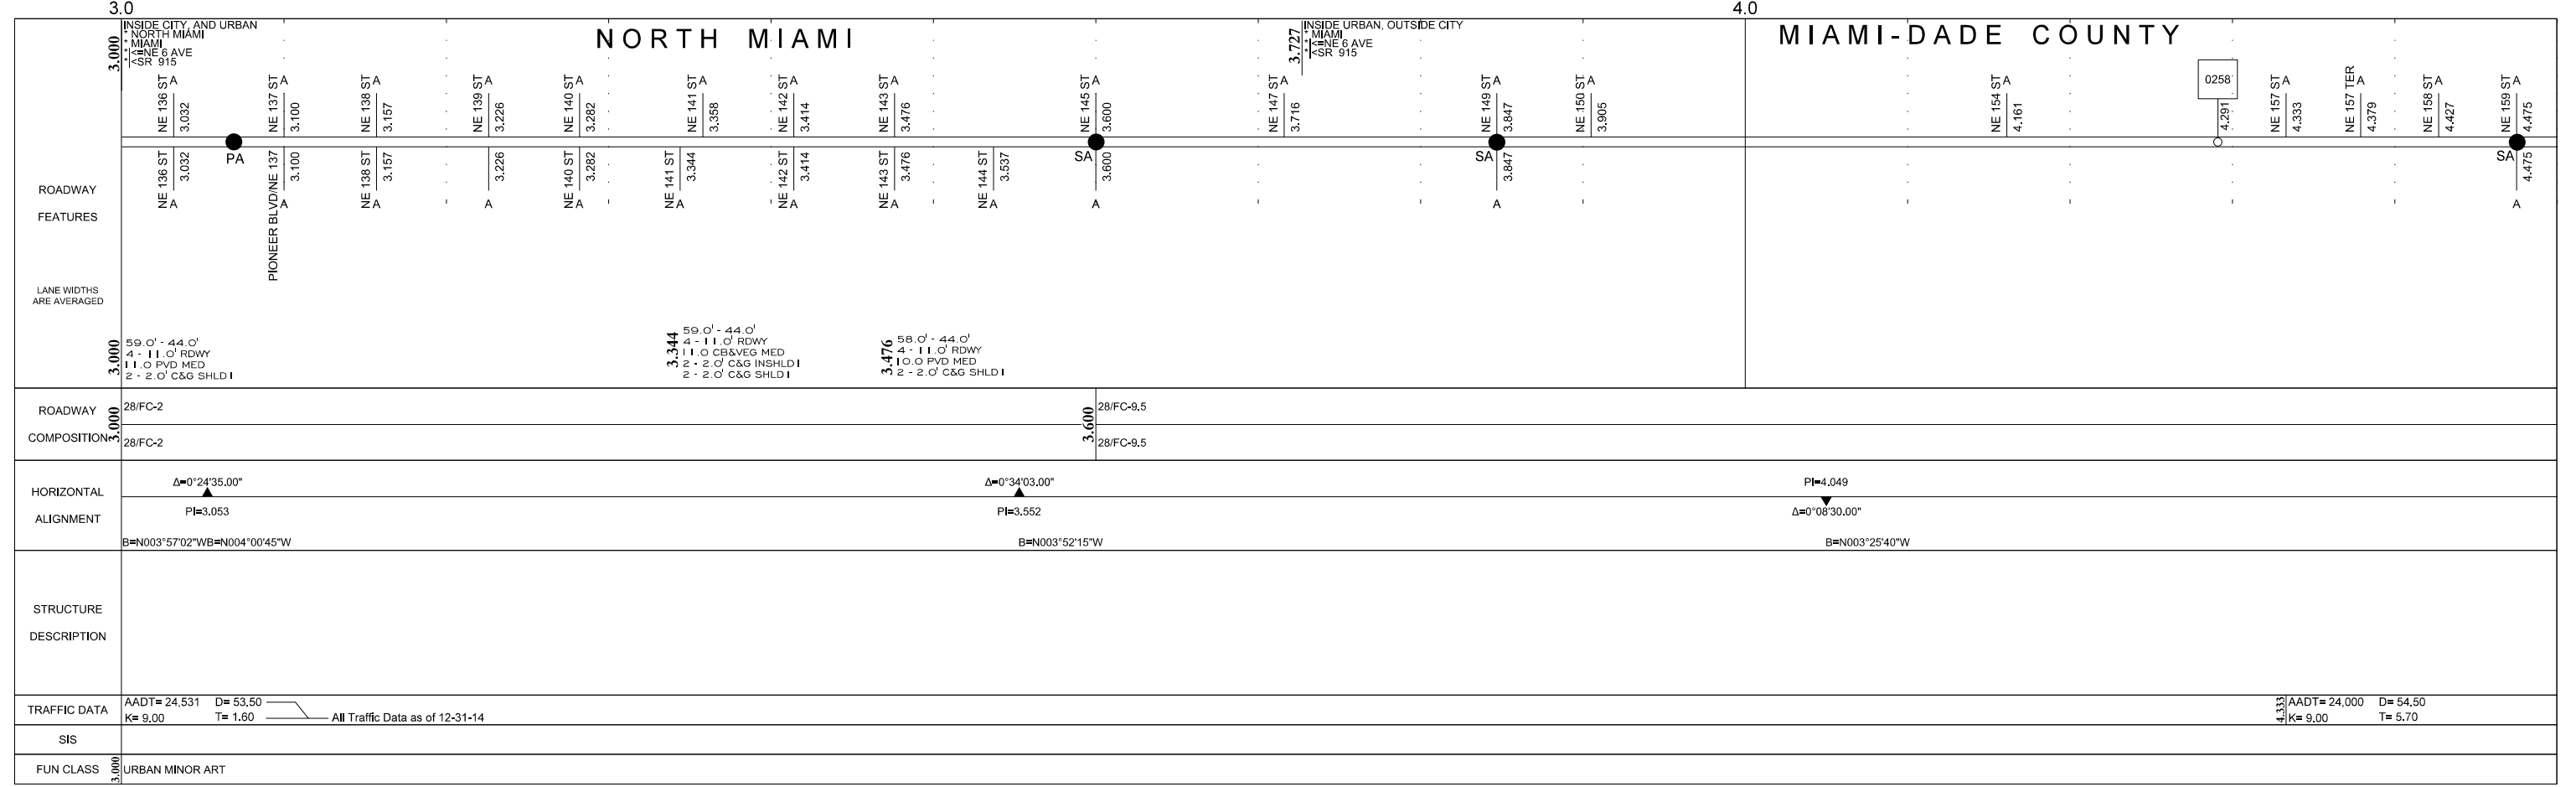 3.0
4.0
3.000
INSIDE CITY, AND URBAN
* NORTH MIAMI
* MIAMI
* |<=NE 6 AVE
* |<SR 915
NORTH MIAMI
3.727
INSIDE URBAN, OUTSIDE CITY
* MIAMI
* |<=NE 6 AVE
* |<SR 915
MIAMI-DADE COUNTY
NE 136 ST A
3.032
NE 137 ST A
3.100
NE 138 ST A
3.157
NE 139 ST A
3.226
NE 140 ST A
3.282
NE 141 ST A
3.358
NE 142 ST A
3.414
NE 143 ST A
3.476
NE 145 ST A
3.600
NE 147 ST A
3.716
NE 149 ST A
3.847
NE 150 ST A
3.905
NE 154 ST A
4.161
0258
4.291
NE 157 ST A
4.333
NE 157 TER A
4.379
NE 158 ST A
4.427
NE 159 ST A
4.475
PA
SA
SA
SA
ROADWAY
FEATURES
NE 136 ST A
3.032
PIONEER BLVD/NE 137 A
3.100
NE 138 ST A
3.157
A
3.226
NE 140 ST A
3.282
NE 141 ST A
3.344
NE 142 ST A
3.414
NE 143 ST A
3.476
NE 144 ST A
3.537
A
3.600
A
3.847
A
4.475
LANE WIDTHS
ARE AVERAGED
3.000
59.0' - 44.0'
4 - 11.0' RDWY
11.0 PVD MED
2 - 2.0' C&G SHLD1
3.344
59.0' - 44.0'
4 - 11.0' RDWY
11.0 CB&VEG MED
2 - 2.0' C&G INSHLD1
2 - 2.0' C&G SHLD1
3.476
58.0' - 44.0'
4 - 11.0' RDWY
10.0 PVD MED
2 - 2.0' C&G SHLD1
ROADWAY
COMPOSITION
3.000
28/FC-2
28/FC-2
3.600
28/FC-9.5
28/FC-9.5
HORIZONTAL
ALIGNMENT
Δ=0°24'35.00"
PI=3.053
B=N003°57'02"W
B=N004°00'45"W
Δ=0°34'03.00"
PI=3.552
B=N003°52'15"W
PI=4.049
Δ=0°08'30.00"
B=N003°25'40"W
STRUCTURE
DESCRIPTION
TRAFFIC DATA
AADT= 24,531 D= 53.50
K= 9.00 T= 1.60
All Traffic Data as of 12-31-14
4.333
AADT= 24,000 D= 54.50
K= 9.00 T= 5.70
SIS
FUN CLASS
3.000
URBAN MINOR ART